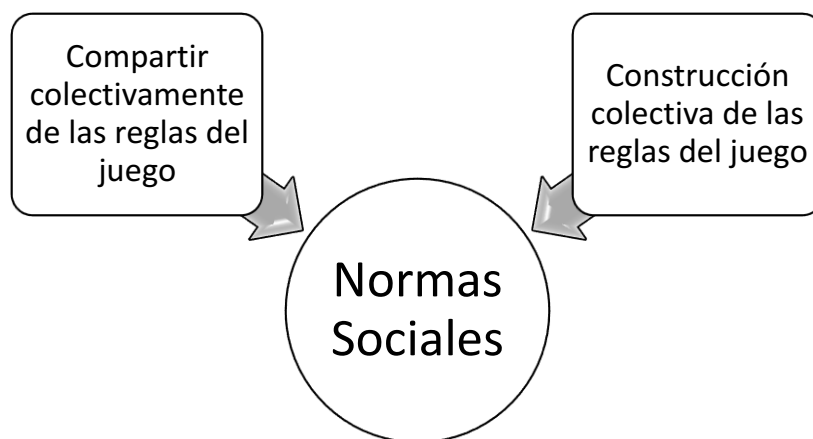 Compartir
colectivamente
de las reglas del
juego
Construcción
colectiva de las
reglas del juego
Normas
Sociales